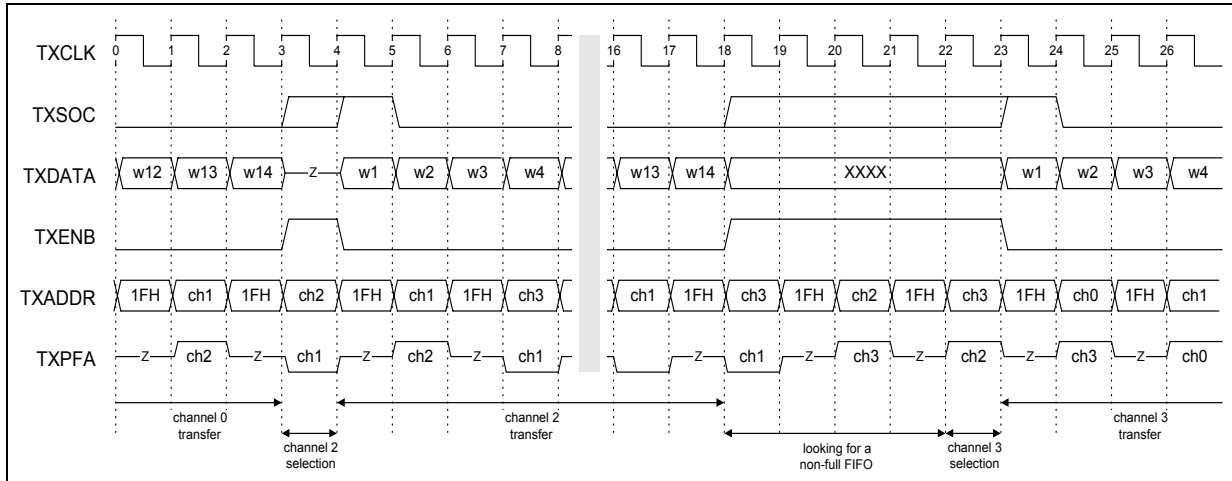 TXCLK 0 1 2 3 4 5 6 7 8 16 17 18 19 20 21 22 23 24 25 26
TXSOC
TXDATA w12 w13 w14 Z w1 w2 w3 w4 w13 w14 XXXX w1 w2 w3 w4
TXENB
TXADDR 1FH ch1 1FH ch2 1FH ch1 1FH ch3 ch1 1FH ch3 1FH ch2 1FH ch3 1FH ch0 1FH ch1
TXPFA Z ch2 Z ch1 Z ch2 Z ch1 Z ch1 Z ch3 Z ch2 Z ch3 Z ch0
channel 0
transfer
channel 2
selection
channel 2
transfer
looking for a
non-full FIFO
channel 3
selection
channel 3
transfer